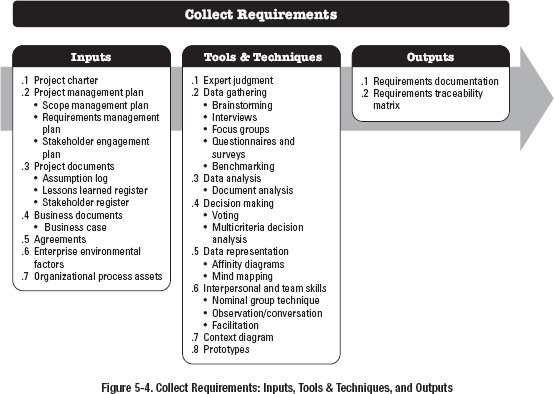 Collect Requirements
Inputs
.1 Project charter
.2 Project management plan
• Scope management plan
• Requirements management
plan
• Stakeholder engagement
plan
.3 Project documents
• Assumption log
• Lessons learned register
• Stakeholder register
.4 Business documents
• Business case
.5 Agreements
.6 Enterprise environmental
factors
.7 Organizational process assets
Tools & Techniques
.1 Expert judgment
.2 Data gathering
• Brainstorming
• Interviews
• Focus groups
• Questionnaires and
surveys
• Benchmarking
.3 Data analysis
• Document analysis
.4 Decision making
• Voting
• Multicriteria decision
analysis
.5 Data representation
• Affinity diagrams
• Mind mapping
.6 Interpersonal and team skills
• Nominal group technique
• Observation/conversation
• Facilitation
.7 Context diagram
.8 Prototypes
Outputs
.1 Requirements documentation
.2 Requirements traceability
matrix
Figure 5-4. Collect Requirements: Inputs, Tools & Techniques, and Outputs